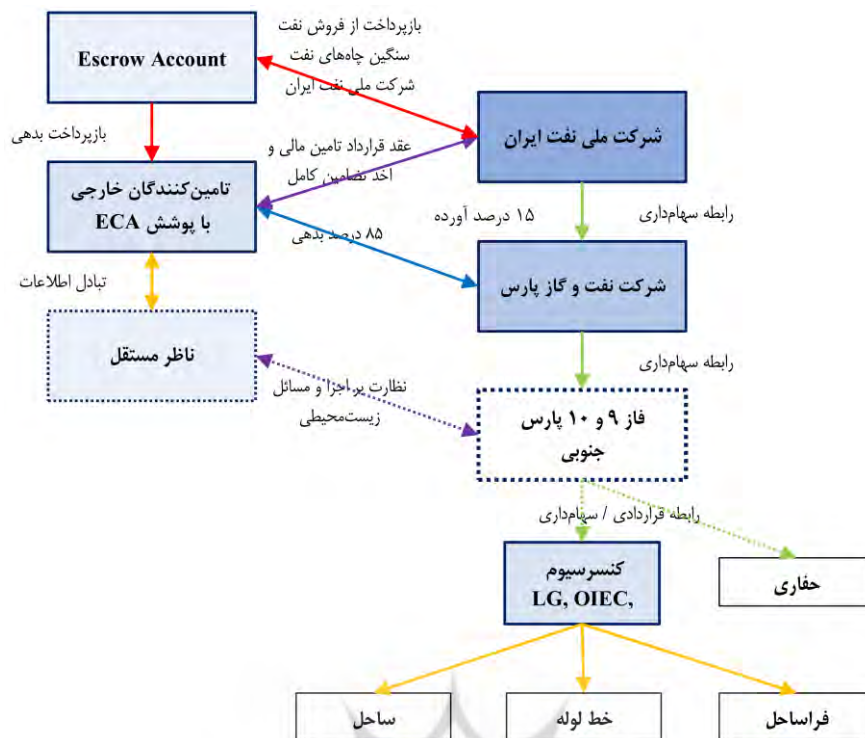 بازپرداخت از فروش نفت
سنگین چاه‌های نفت
شرکت ملی نفت ایران
Escrow Account
شرکت ملی نفت ایران
بازپرداخت بدهی
عقد قرارداد تامین مالی و
اخد تضامین کامل
تامین‌کنندگان خارجی
با پوشش ECA
رابطه سهام‌داری
۱۵ درصد آورده
۸۵ درصد بدهی
شرکت نفت و گاز پارس
تبادل اطلاعات
ناظر مستقل
رابطه سهام‌داری
نظارت بر اجرا و مسائل
زیست‌محیطی
فاز ۹ و ۱۰ پارس
جنوبی
رابطه قراردادی / سهام‌داری
کنسرسیوم
LG, OIEC,
حفاری
فراساحل
خط لوله
ساحل